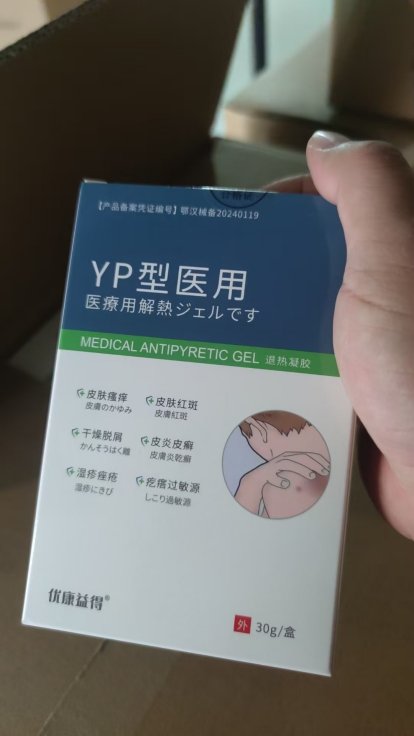 合格证
【产品备案凭证编号】鄂汉械备20240119
YP型医用
医療用解熱ジェルです
MEDICAL ANTIPYRETIC GEL 退热凝胶
皮肤瘙痒
皮膚のかゆみ
皮肤红斑
皮膚紅斑
干燥脱屑
かんそうはく離
皮炎皮癣
皮膚炎乾癬
湿疹痤疮
湿疹にきび
疙瘩过敏源
しこり過敏源
优康益得®
外 30g/盒